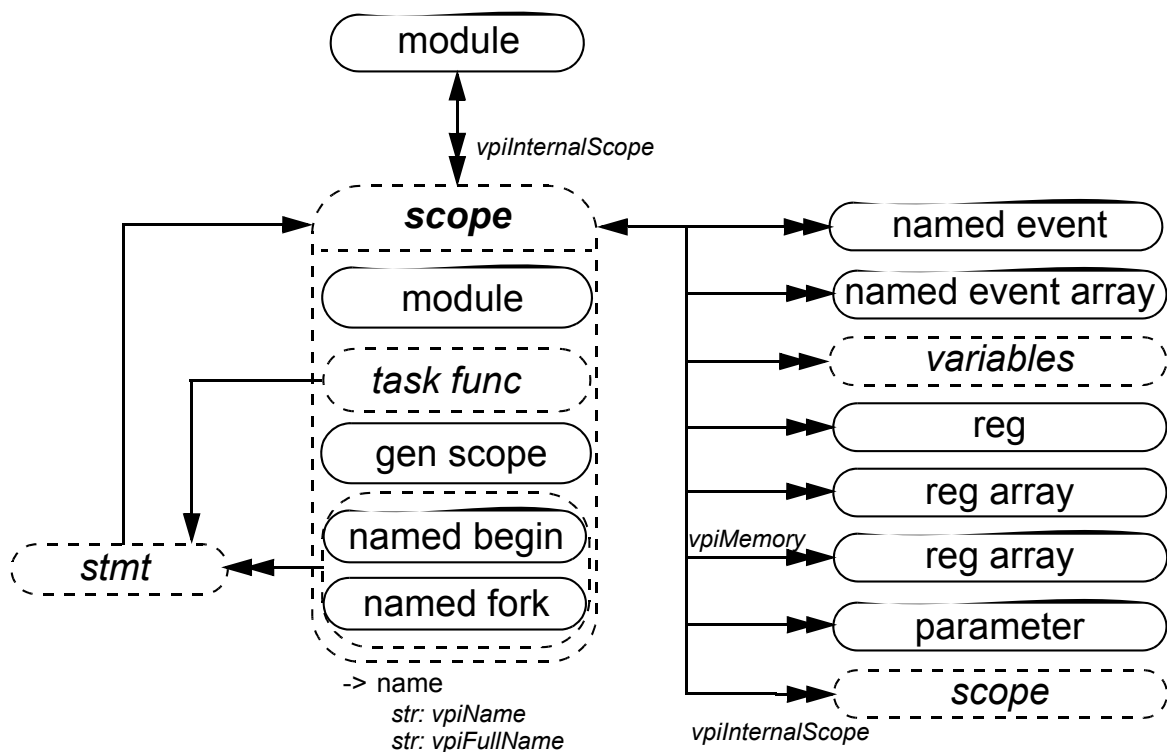 module
vpiInternalScope
scope
module
task func
gen scope
named begin
named fork
stmt
-> name
str: vpiName
str: vpiFullName
named event
named event array
variables
reg
reg array
vpiMemory
reg array
parameter
scope
vpiInternalScope